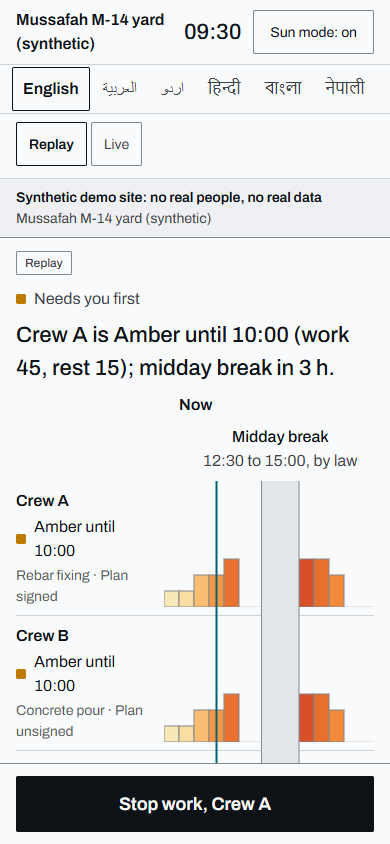 Mussafah M-14 yard
(synthetic)
09:30
Sun mode: on
English
العربية
اردو
हिन्दी
বাংলা
नेपाली
Replay
Live
Synthetic demo site: no real people, no real data
Mussafah M-14 yard (synthetic)
Replay
Needs you first
Crew A is Amber until 10:00 (work
45, rest 15); midday break in 3 h.
Now
Midday break
12:30 to 15:00, by law
Crew A
Amber until
10:00
Rebar fixing · Plan
signed
Crew B
Amber until
10:00
Concrete pour · Plan
unsigned
Stop work, Crew A